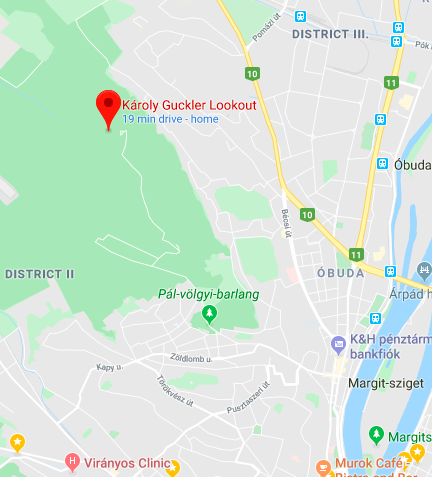 Pomázi út
DISTRICT III.
Pók
10
11
Károly Guckler Lookout
19 min drive - home
11
Óbuda
10
Bécsi út
11
DISTRICT II
ÓBUDA
Árpád h
Pál-völgyi-barlang
K&H pénztárm
bankfiók
Zöldlomb u.
Kapy u.
Törökvész út
Pusztaszeri út
Margit-sziget
Margits
Virányos Clinic
H
Murok Café -
Bistro and Bar